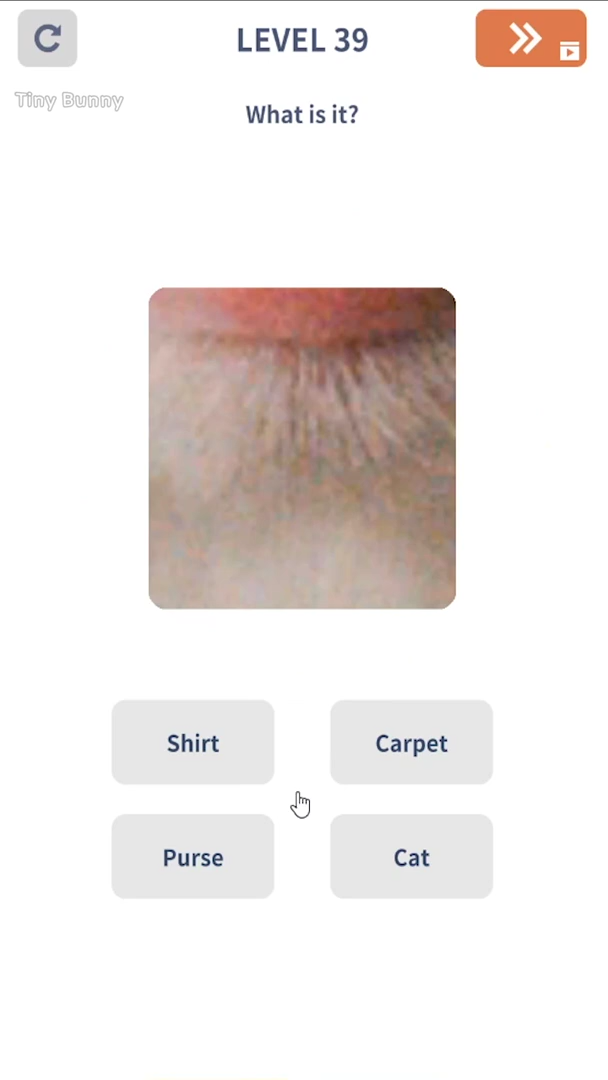 LEVEL 39
Tiny Bunny
What is it?
Shirt
Carpet
Purse
Cat